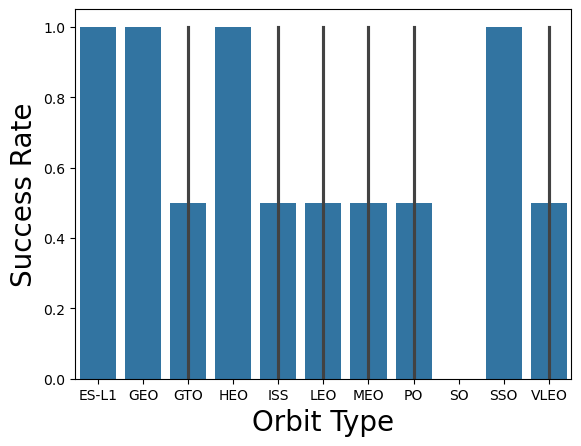 Success Rate
1.0
0.8
0.6
0.4
0.2
0.0
ES-L1 GEO GTO HEO ISS LEO MEO PO SO SSO VLEO
Orbit Type